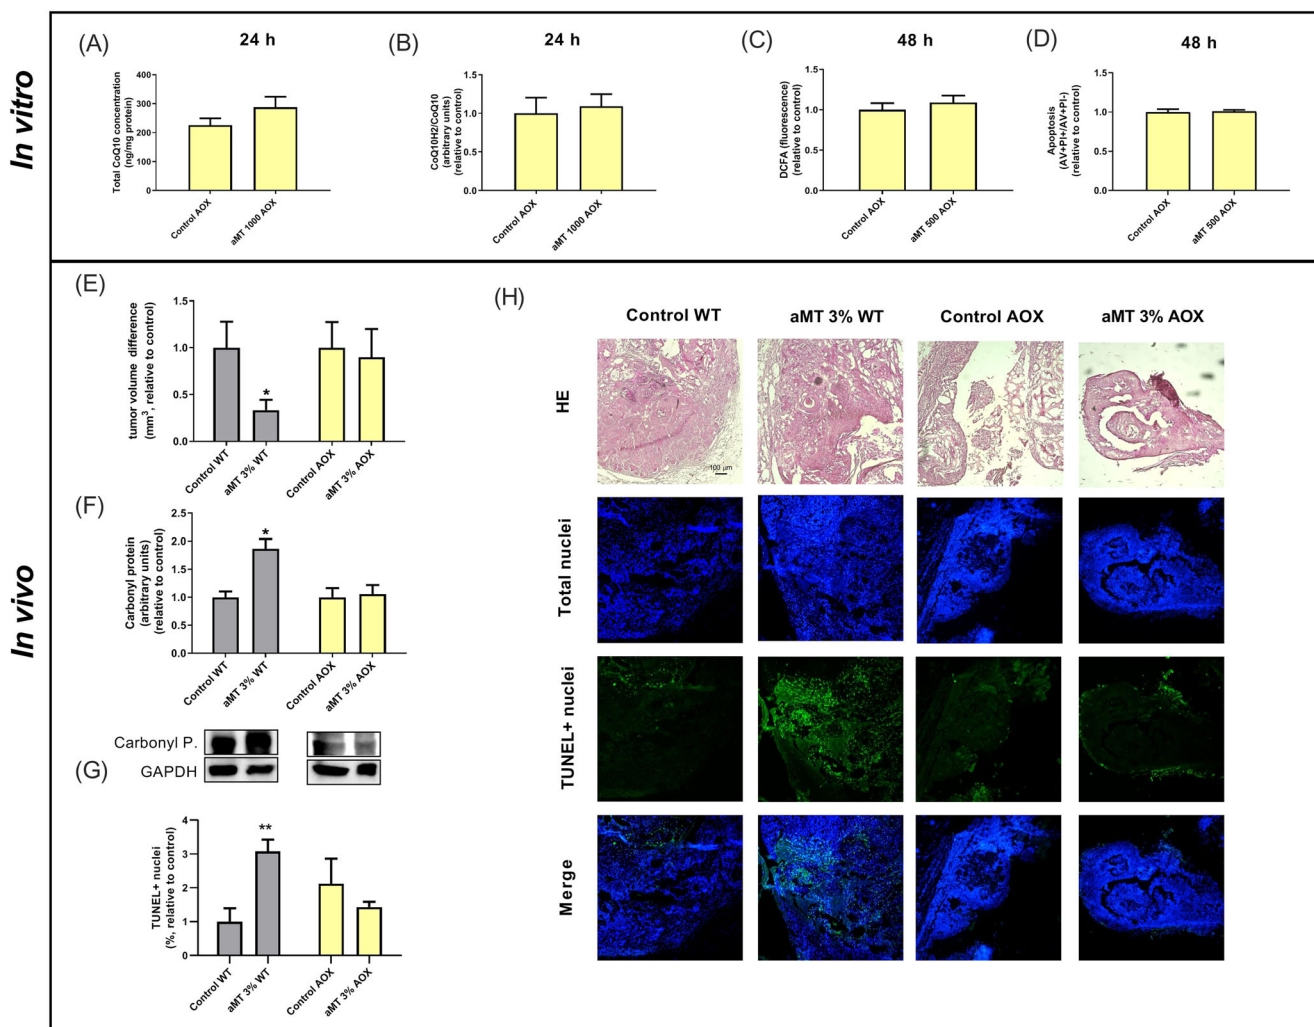 In vitro
(A)
24 h
Total CoQ10 concentration
(ng/mg protein)
400
300
200
100
0
Control AOX
aMT 1000 AOX
(B)
24 h
CoQ10H2/CoQ10
(arbitrary units)
(relative to control)
1.5
1.0
0.5
0.0
Control AOX
aMT 1000 AOX
(C)
48 h
DCFA (fluorescence)
(relative to control)
1.5
1.0
0.5
0.0
Control AOX
aMT 500 AOX
(D)
48 h
Apoptosis
(AV+PI+/AV+PI-)
(relative to control)
1.5
1.0
0.5
0.0
Control AOX
aMT 500 AOX
In vivo
(E)
tumor volume difference
(mm³, relative to control)
1.5
1.0
0.5
0.0
*
Control WT
aMT 3% WT
Control AOX
aMT 3% AOX
(F)
Carbonyl protein
(arbitrary units)
(relative to control)
2.5
2.0
1.5
1.0
0.5
0.0
*
Control WT
aMT 3% WT
Control AOX
aMT 3% AOX
Carbonyl P.
GAPDH
(G)
TUNEL+ nuclei
(%, relative to control)
4
3
2
1
0
**
Control WT
aMT 3% WT
Control AOX
aMT 3% AOX
(H)
Control WT
aMT 3% WT
Control AOX
aMT 3% AOX
HE
100 µm
Total nuclei
TUNEL+ nuclei
Merge